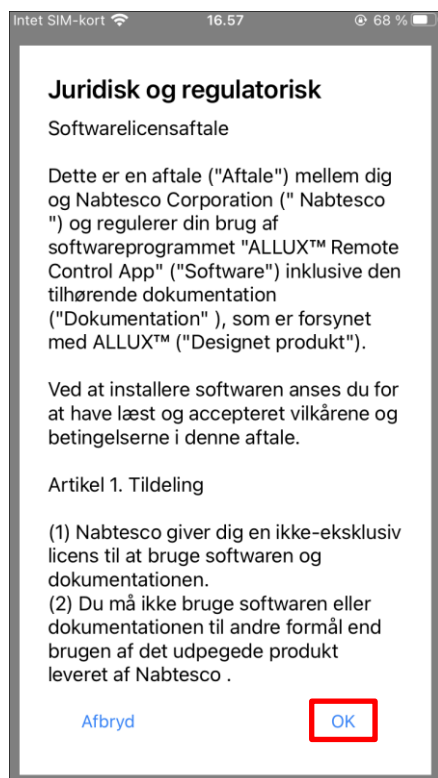 Intet SIM-kort 16.57 68 %
Juridisk og regulatorisk
Softwarelicensaftale
Dette er en aftale ("Aftale") mellem dig
og Nabtesco Corporation (" Nabtesco
") og regulerer din brug af
softwareprogrammet "ALLUX™ Remote
Control App" ("Software") inklusive den
tilhørende dokumentation
("Dokumentation" ), som er forsynet
med ALLUX™ ("Designet produkt").
Ved at installere softwaren anses du for
at have læst og accepteret vilkårene og
betingelserne i denne aftale.
Artikel 1. Tildeling
(1) Nabtesco giver dig en ikke-eksklusiv
licens til at bruge softwaren og
dokumentationen.
(2) Du må ikke bruge softwaren eller
dokumentationen til andre formål end
brugen af det udpegede produkt
leveret af Nabtesco .
Afbryd OK